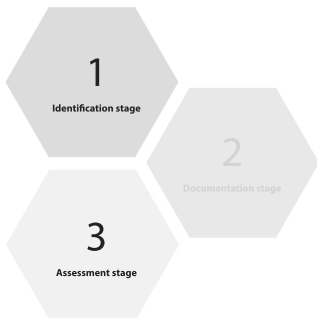 1
Identification stage
2
Documentation stage
3
Assessment stage